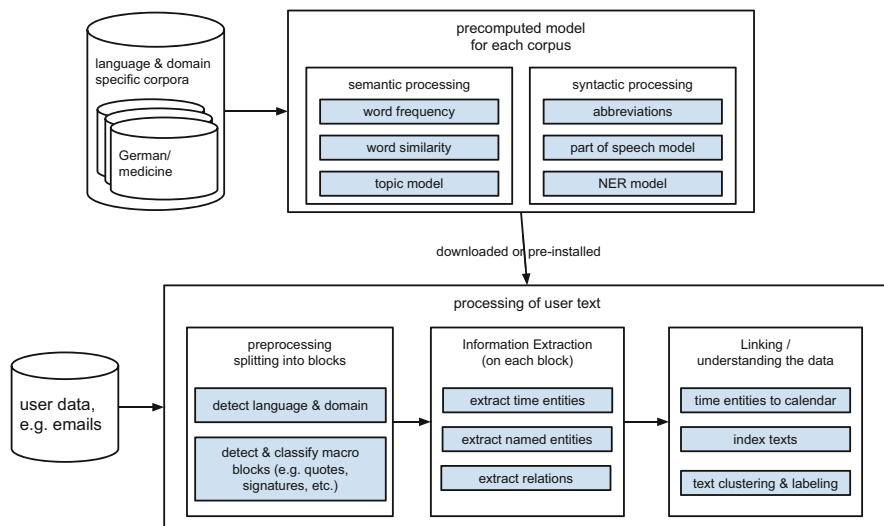 language & domain
specific corpora
German/
medicine
precomputed model
for each corpus
semantic processing
word frequency
word similarity
topic model
syntactic processing
abbreviations
part of speech model
NER model
downloaded or pre-installed
user data,
e.g. emails
processing of user text
preprocessing
splitting into blocks
detect language & domain
detect & classify macro
blocks (e.g. quotes,
signatures, etc.)
Information Extraction
(on each block)
extract time entities
extract named entities
extract relations
Linking /
understanding the data
time entities to calendar
index texts
text clustering & labeling